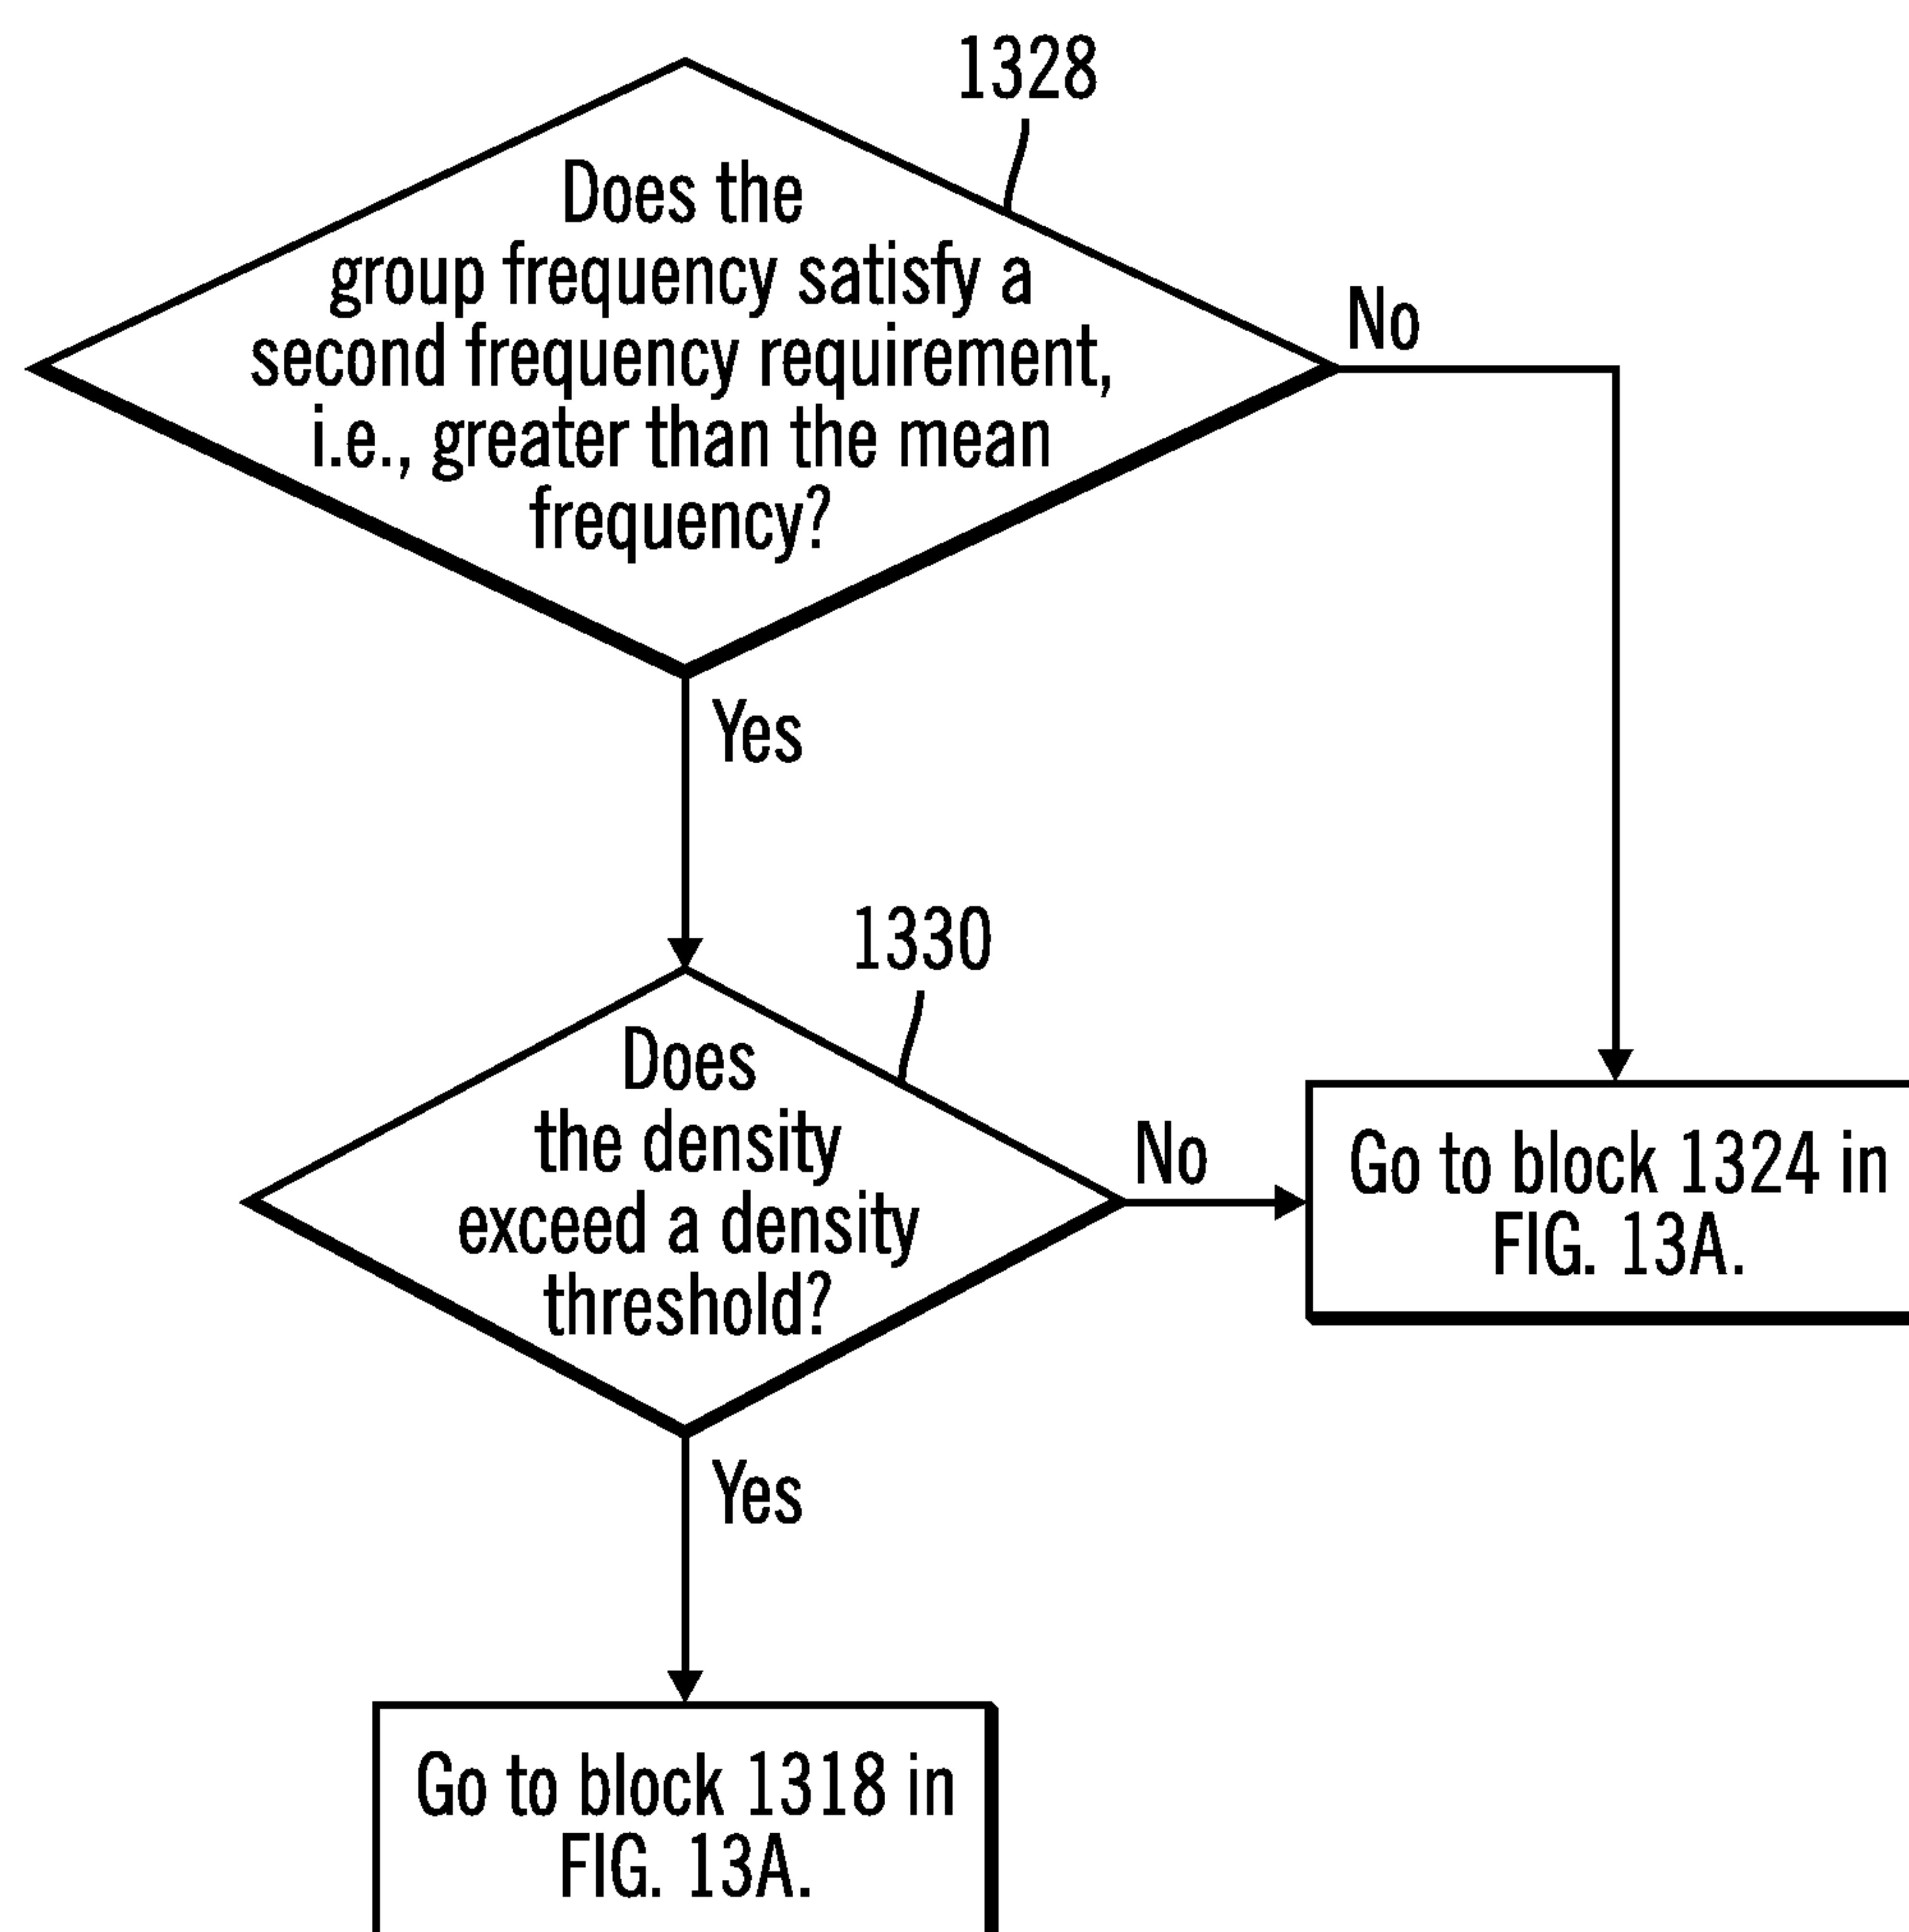 1328
Does the
group frequency satisfy a
second frequency requirement,
i.e., greater than the mean
frequency?
No
Yes
1330
Does
the density
exceed a density
threshold?
No
Go to block 1324 in
FIG. 13A.
Yes
Go to block 1318 in
FIG. 13A.